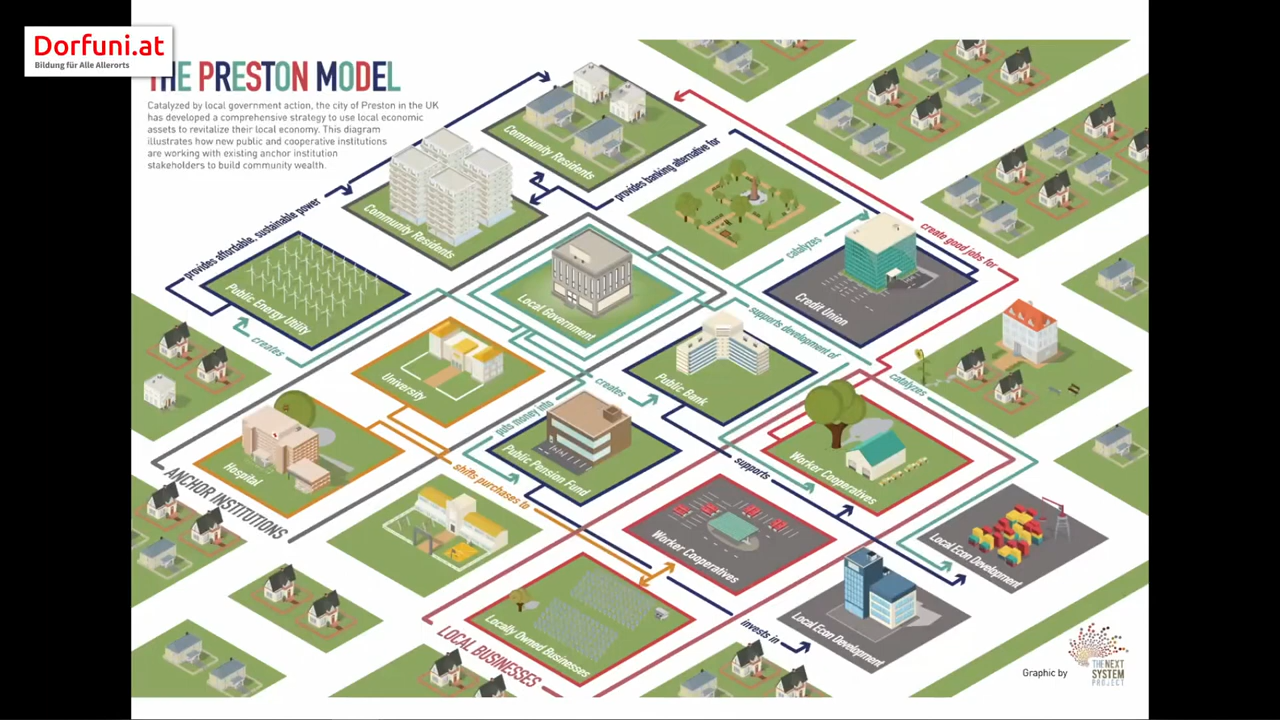 Dorfuni.at
Bildung für Alle Allerorts
THE PRESTON MODEL
Catalyzed by local government action, the city of Preston in the UK
has developed a comprehensive strategy to use local economic
assets to revitalize their local economy. This diagram
illustrates how new public and cooperative institutions
are working with existing anchor institution
stakeholders to build community wealth.
Community Residents
provides banking alternative for
Community Residents
provides affordable, sustainable power
create good jobs for
catalyzes
Public Energy Utility
Local Government
Credit Union
creates
supports development of
University
creates
Public Bank
catalyzes
puts money into
Hospital
shifts purchases to
Public Pension Fund
supports
Worker Cooperatives
ANCHOR INSTITUTIONS
Worker Cooperatives
Local Econ Development
Locally Owned Businesses
invests in
Local Econ Development
LOCAL BUSINESSES
Graphic by
THE NEXT
SYSTEM
PROJECT